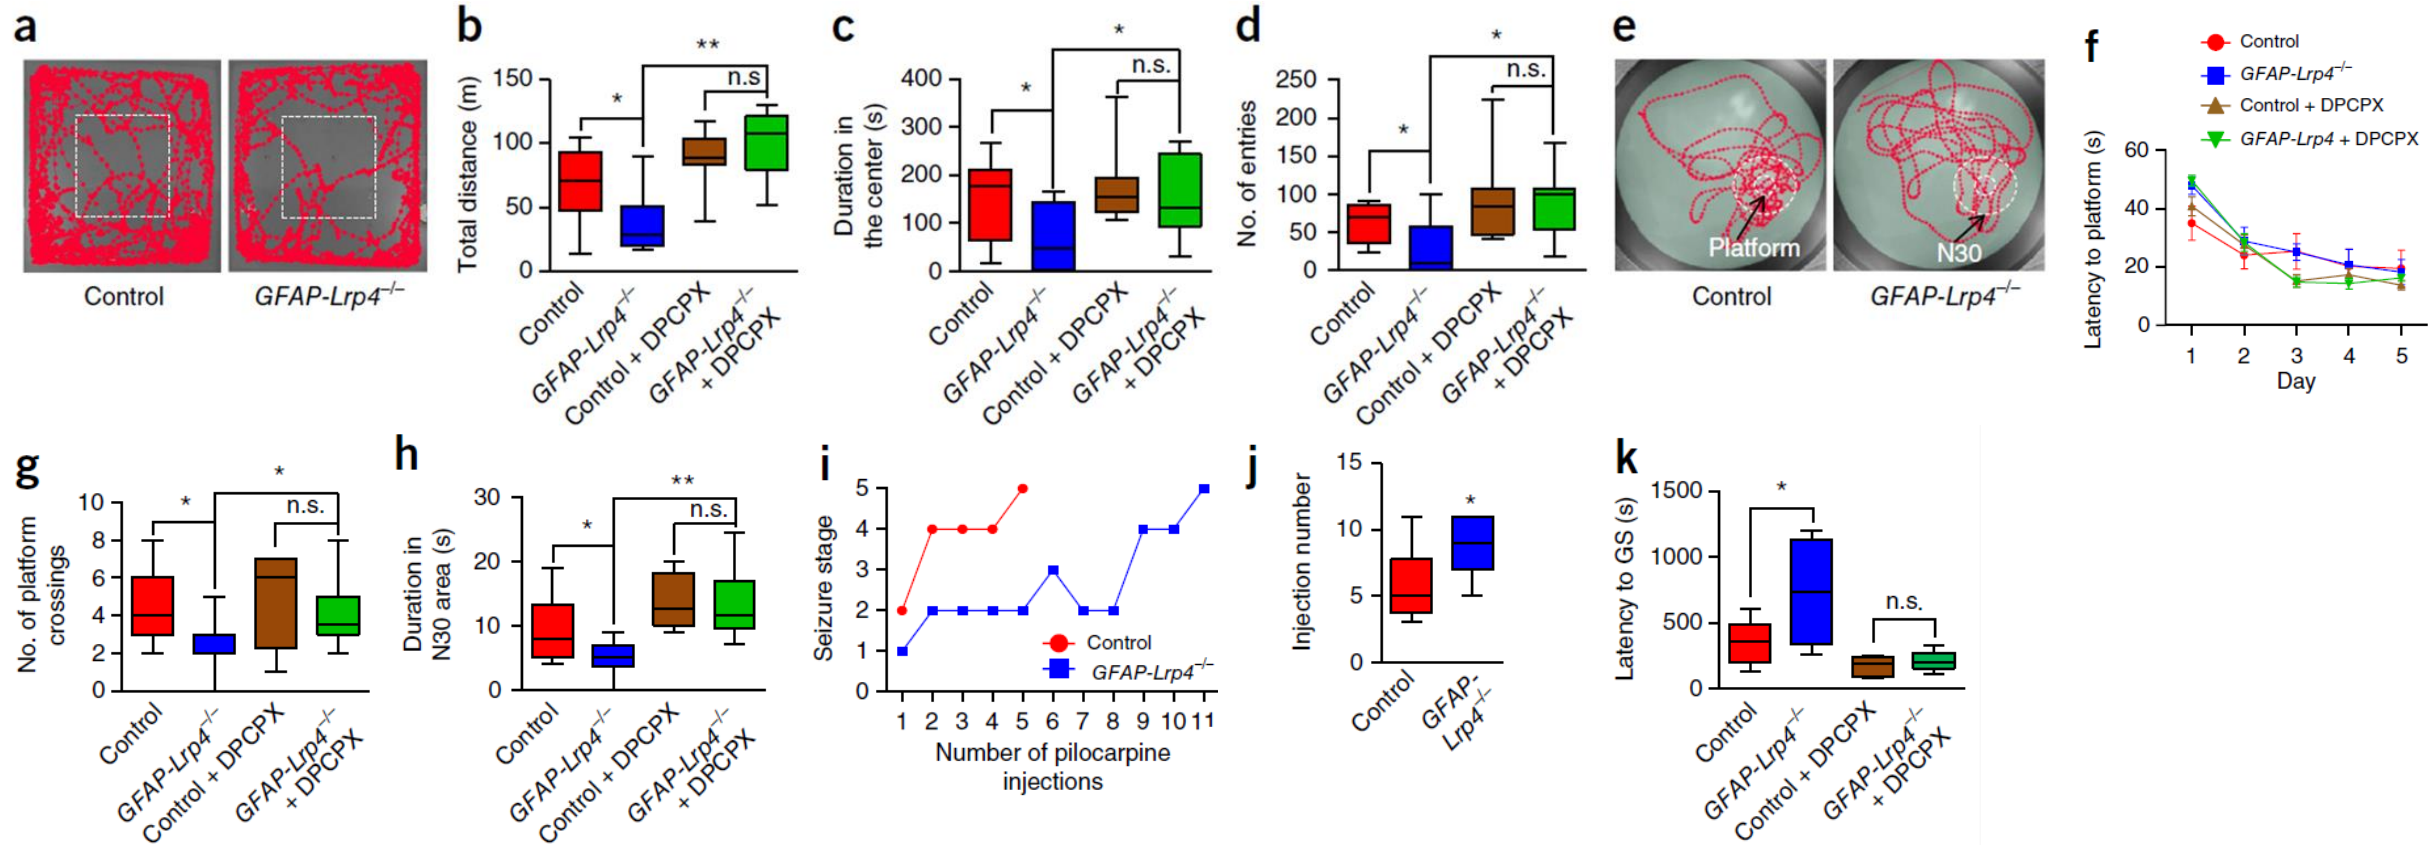 a
Control
GFAP-Lrp4–/–
b
Total distance (m)
150
100
50
0
*
**
n.s
Control
GFAP-Lrp4–/–
Control + DPCPX
GFAP-Lrp4–/–
+ DPCPX
c
Duration in
the center (s)
400
300
200
100
0
*
*
n.s.
Control
GFAP-Lrp4–/–
Control + DPCPX
GFAP-Lrp4–/–
+ DPCPX
d
No. of entries
250
200
150
100
50
0
*
*
n.s.
Control
GFAP-Lrp4–/–
Control + DPCPX
GFAP-Lrp4–/–
+ DPCPX
e
Platform
N30
Control
GFAP-Lrp4–/–
f
Control
GFAP-Lrp4–/–
Control + DPCPX
GFAP-Lrp4 + DPCPX
Latency to platform (s)
60
40
20
0
1 2 3 4 5
Day
g
No. of platform
crossings
10
8
6
4
2
0
*
*
n.s.
Control
GFAP-Lrp4–/–
Control + DPCPX
GFAP-Lrp4–/–
+ DPCPX
h
Duration in
N30 area (s)
30
20
10
0
*
**
n.s.
Control
GFAP-Lrp4–/–
Control + DPCPX
GFAP-Lrp4–/–
+ DPCPX
i
Seizure stage
5
4
3
2
1
0
Control
GFAP-Lrp4–/–
1 2 3 4 5 6 7 8 9 10 11
Number of pilocarpine
injections
j
Injection number
15
10
5
0
*
Control
GFAP-
Lrp4–/–
k
Latency to GS (s)
1500
1000
500
0
*
n.s.
Control
GFAP-Lrp4–/–
Control + DPCPX
GFAP-Lrp4–/–
+ DPCPX